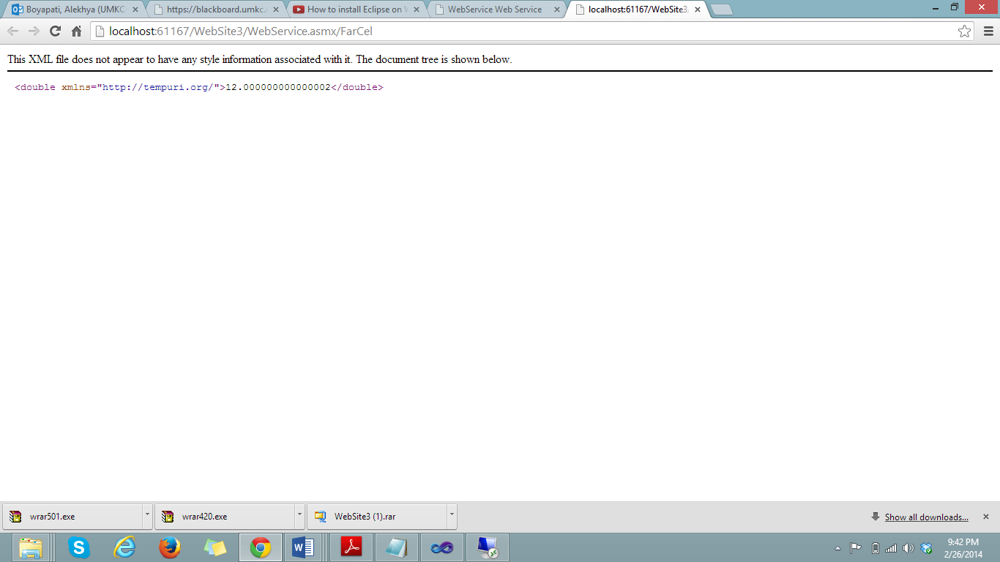 Boyapati, Alekhya (UMKC
https://blackboard.umkc.
How to install Eclipse on
WebService Web Service
localhost:61167/WebSite3
localhost:61167/WebSite3/WebService.asmx/FarCel
This XML file does not appear to have any style information associated with it. The document tree is shown below.
<double xmlns="http://tempuri.org/">12.000000000000002</double>
wrar501.exe
wrar420.exe
WebSite3 (1).rar
Show all downloads...
9:42 PM
2/26/2014